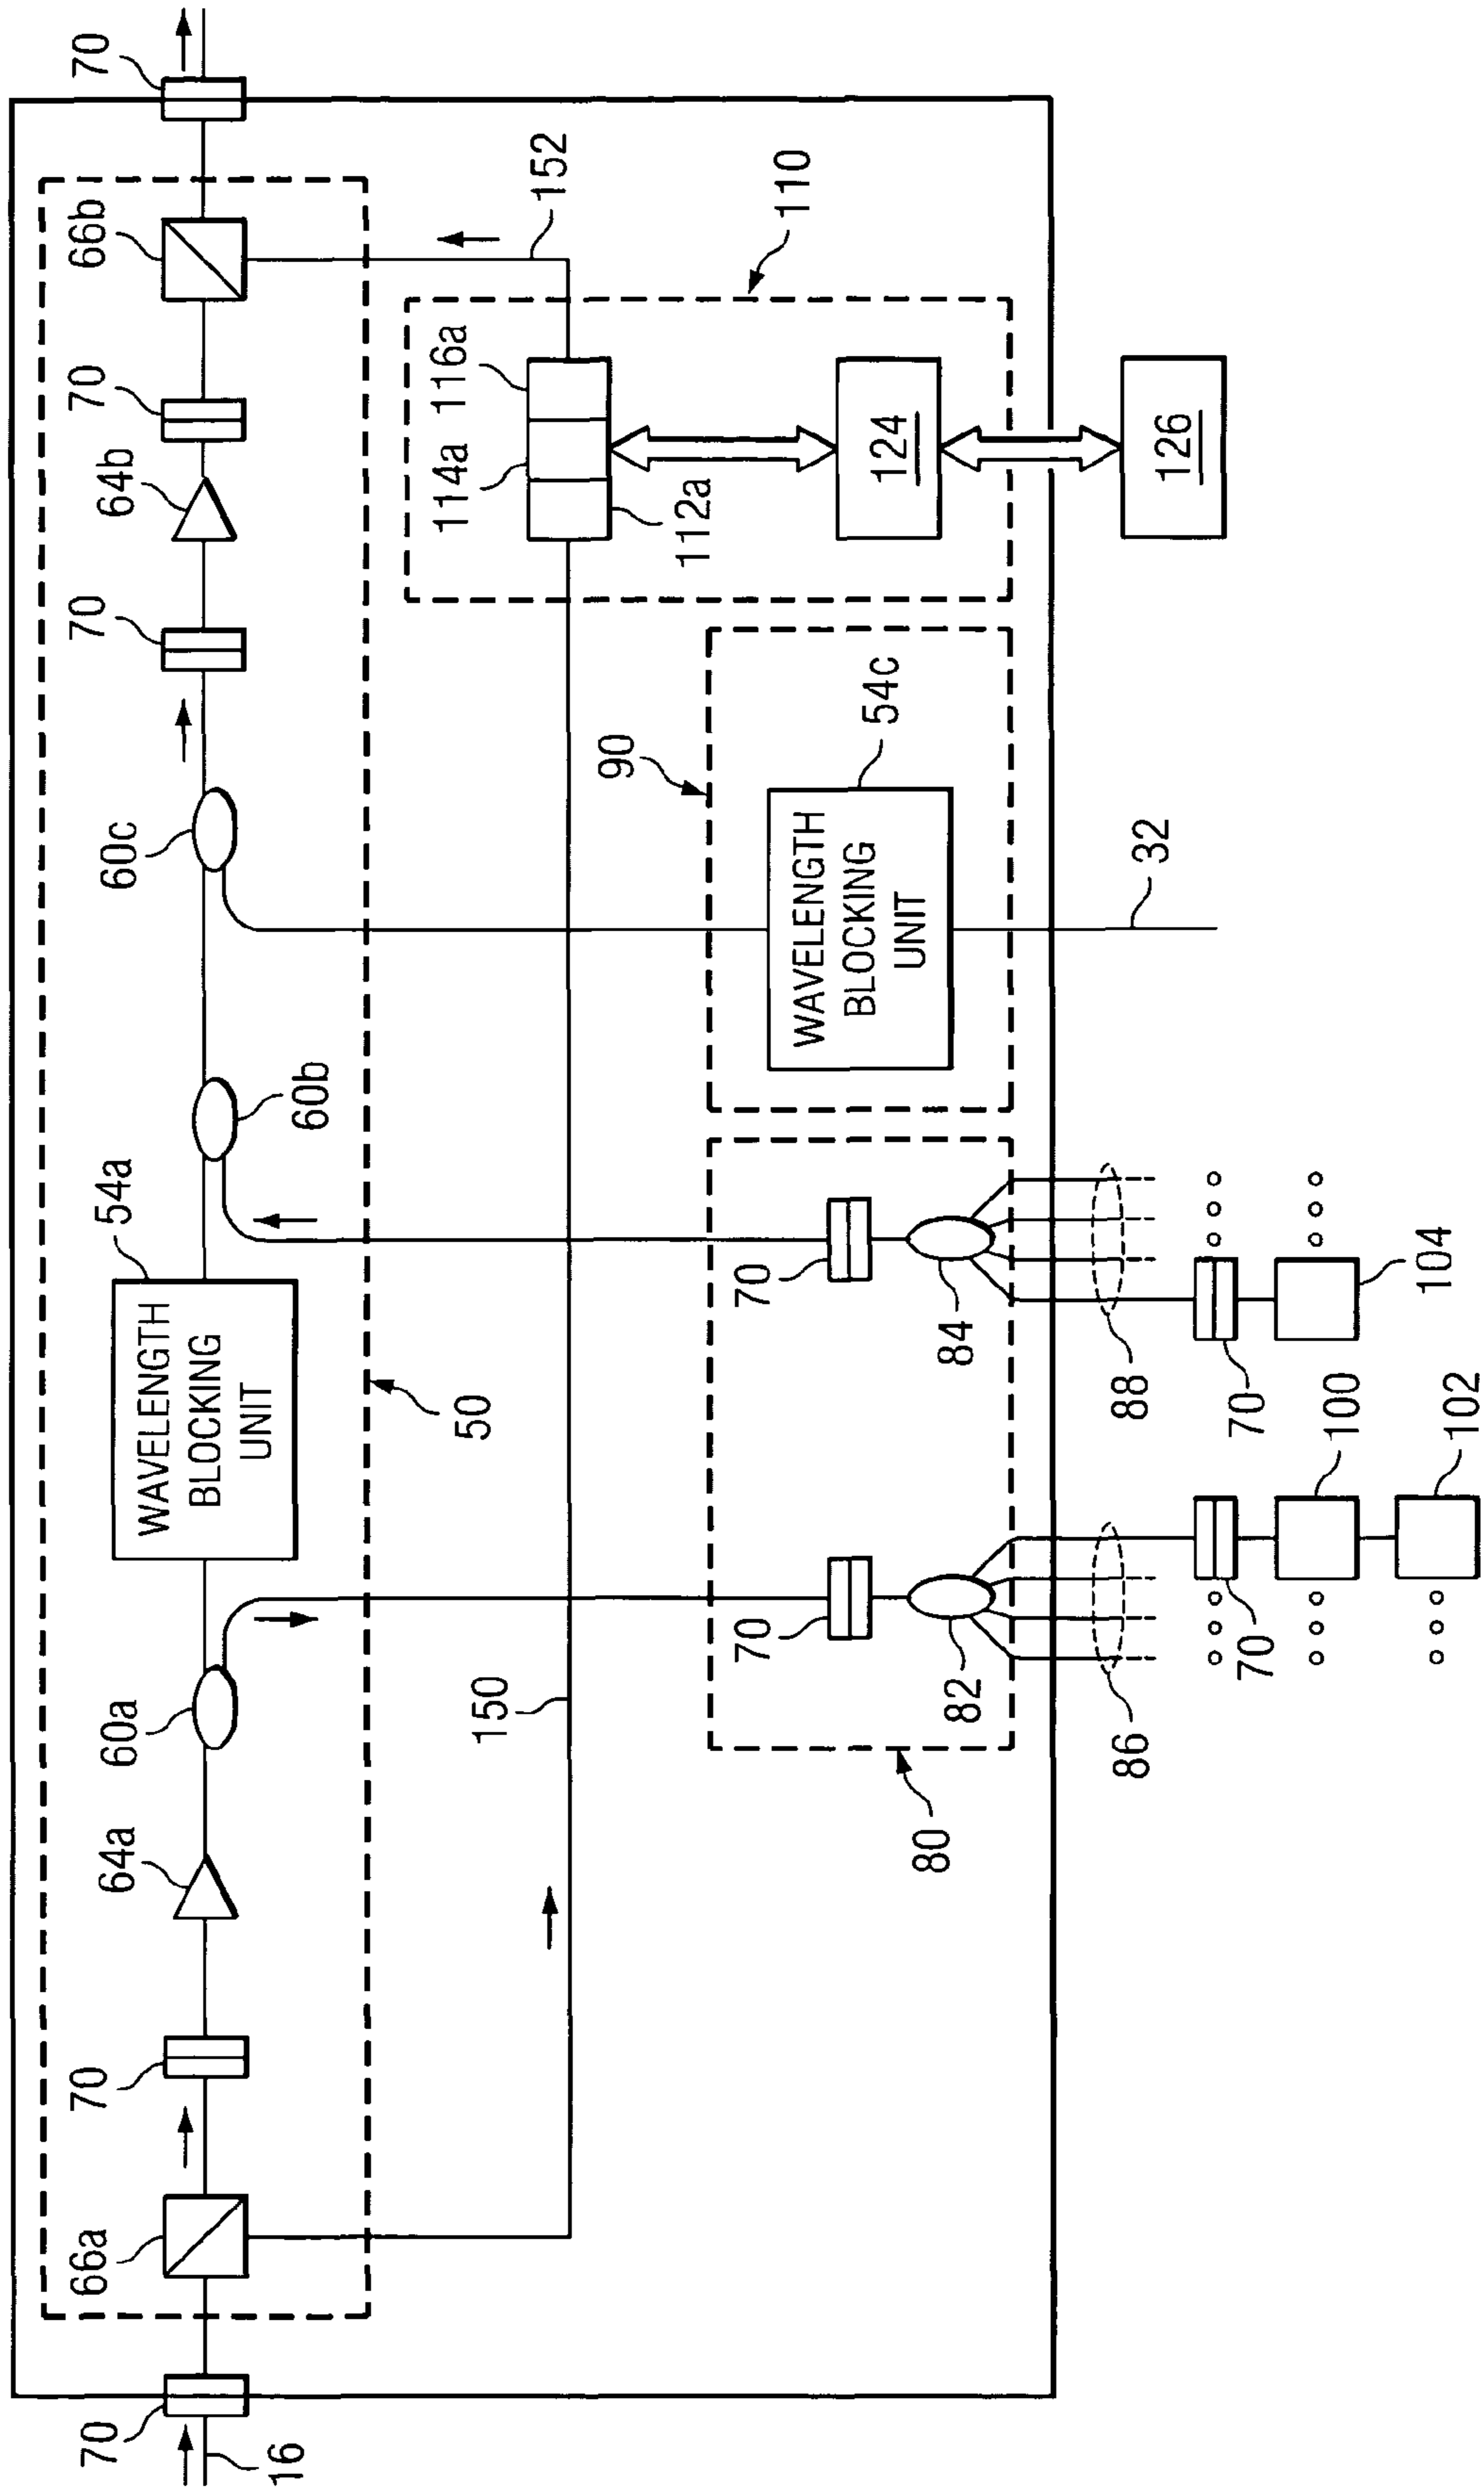 70
66a
70
64a
60a
WAVELENGTH
BLOCKING
UNIT
54a
60b
60c
70
64b
70
66b
70
16
50
150
114a
116a
152
112a
110
124
126
90
54c
WAVELENGTH
BLOCKING
UNIT
32
80
70
82
70
84
86
88
70
70
100
104
102